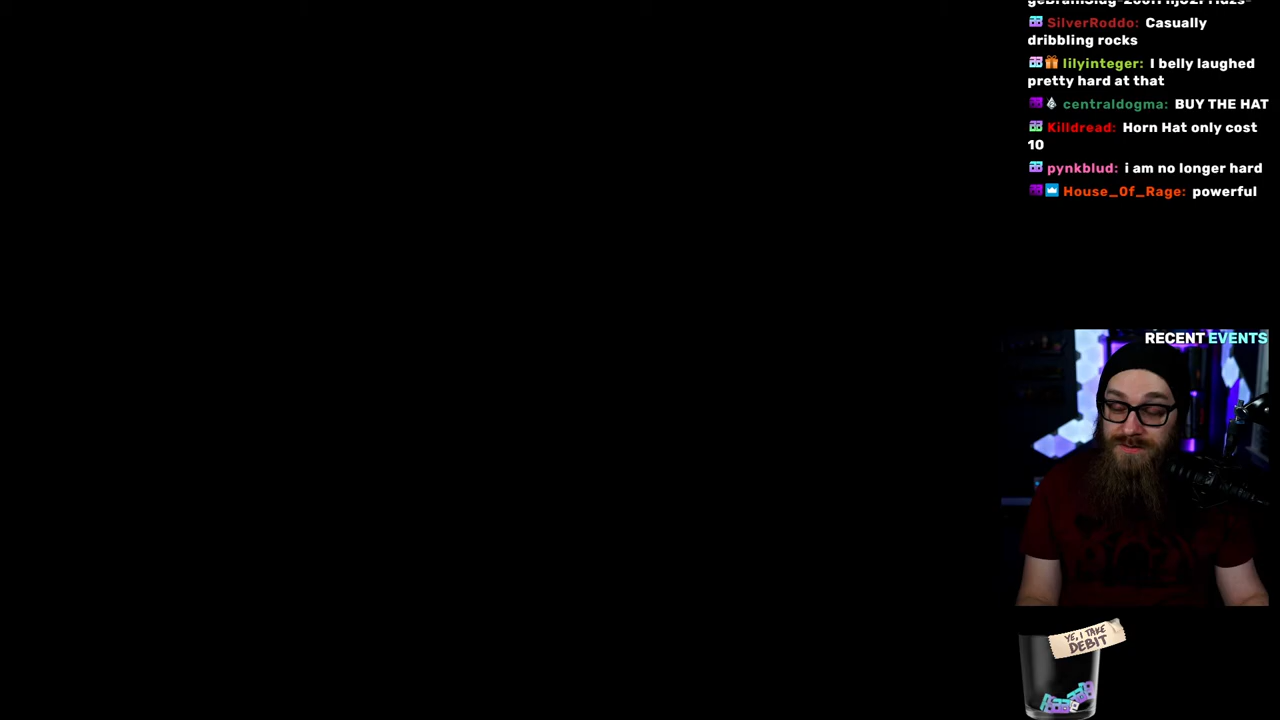 SilverRoddo: Casually
dribbling rocks
lilyinteger: I belly laughed
pretty hard at that
centraldogma: BUY THE HAT
Killdread: Horn Hat only cost
10
pynkblud: i am no longer hard
House_Of_Rage: powerful
RECENT EVENTS
YE, I TAKE
DEBIT